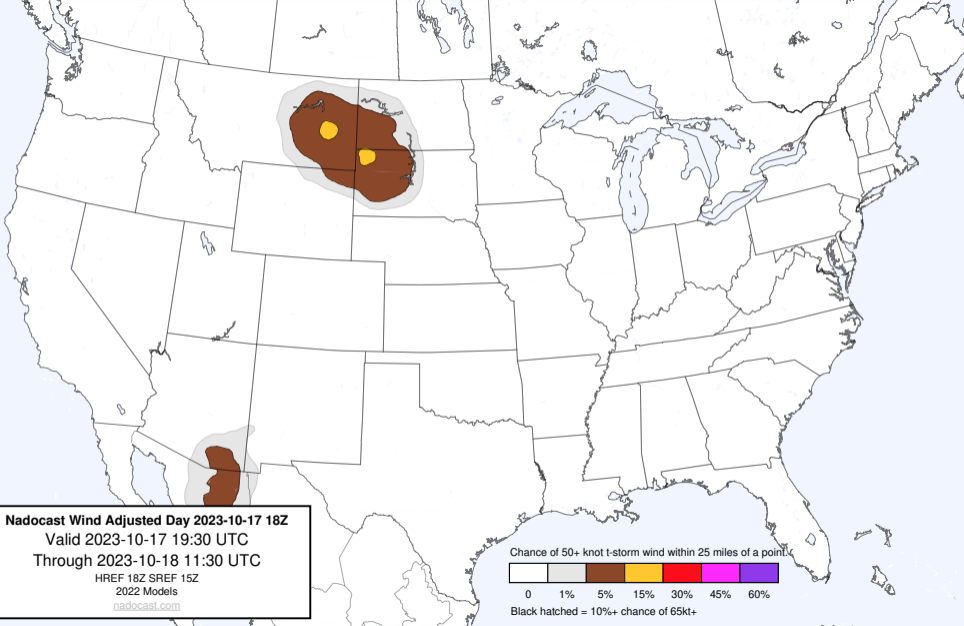 Nadocast Wind Adjusted Day 2023-10-17 18Z
Valid 2023-10-17 19:30 UTC
Through 2023-10-18 11:30 UTC
HREF 18Z SREF 15Z
2022 Models
nadocast.com
Chance of 50+ knot t-storm wind within 25 miles of a point.
0 1% 5% 15% 30% 45% 60%
Black hatched = 10%+ chance of 65kt+